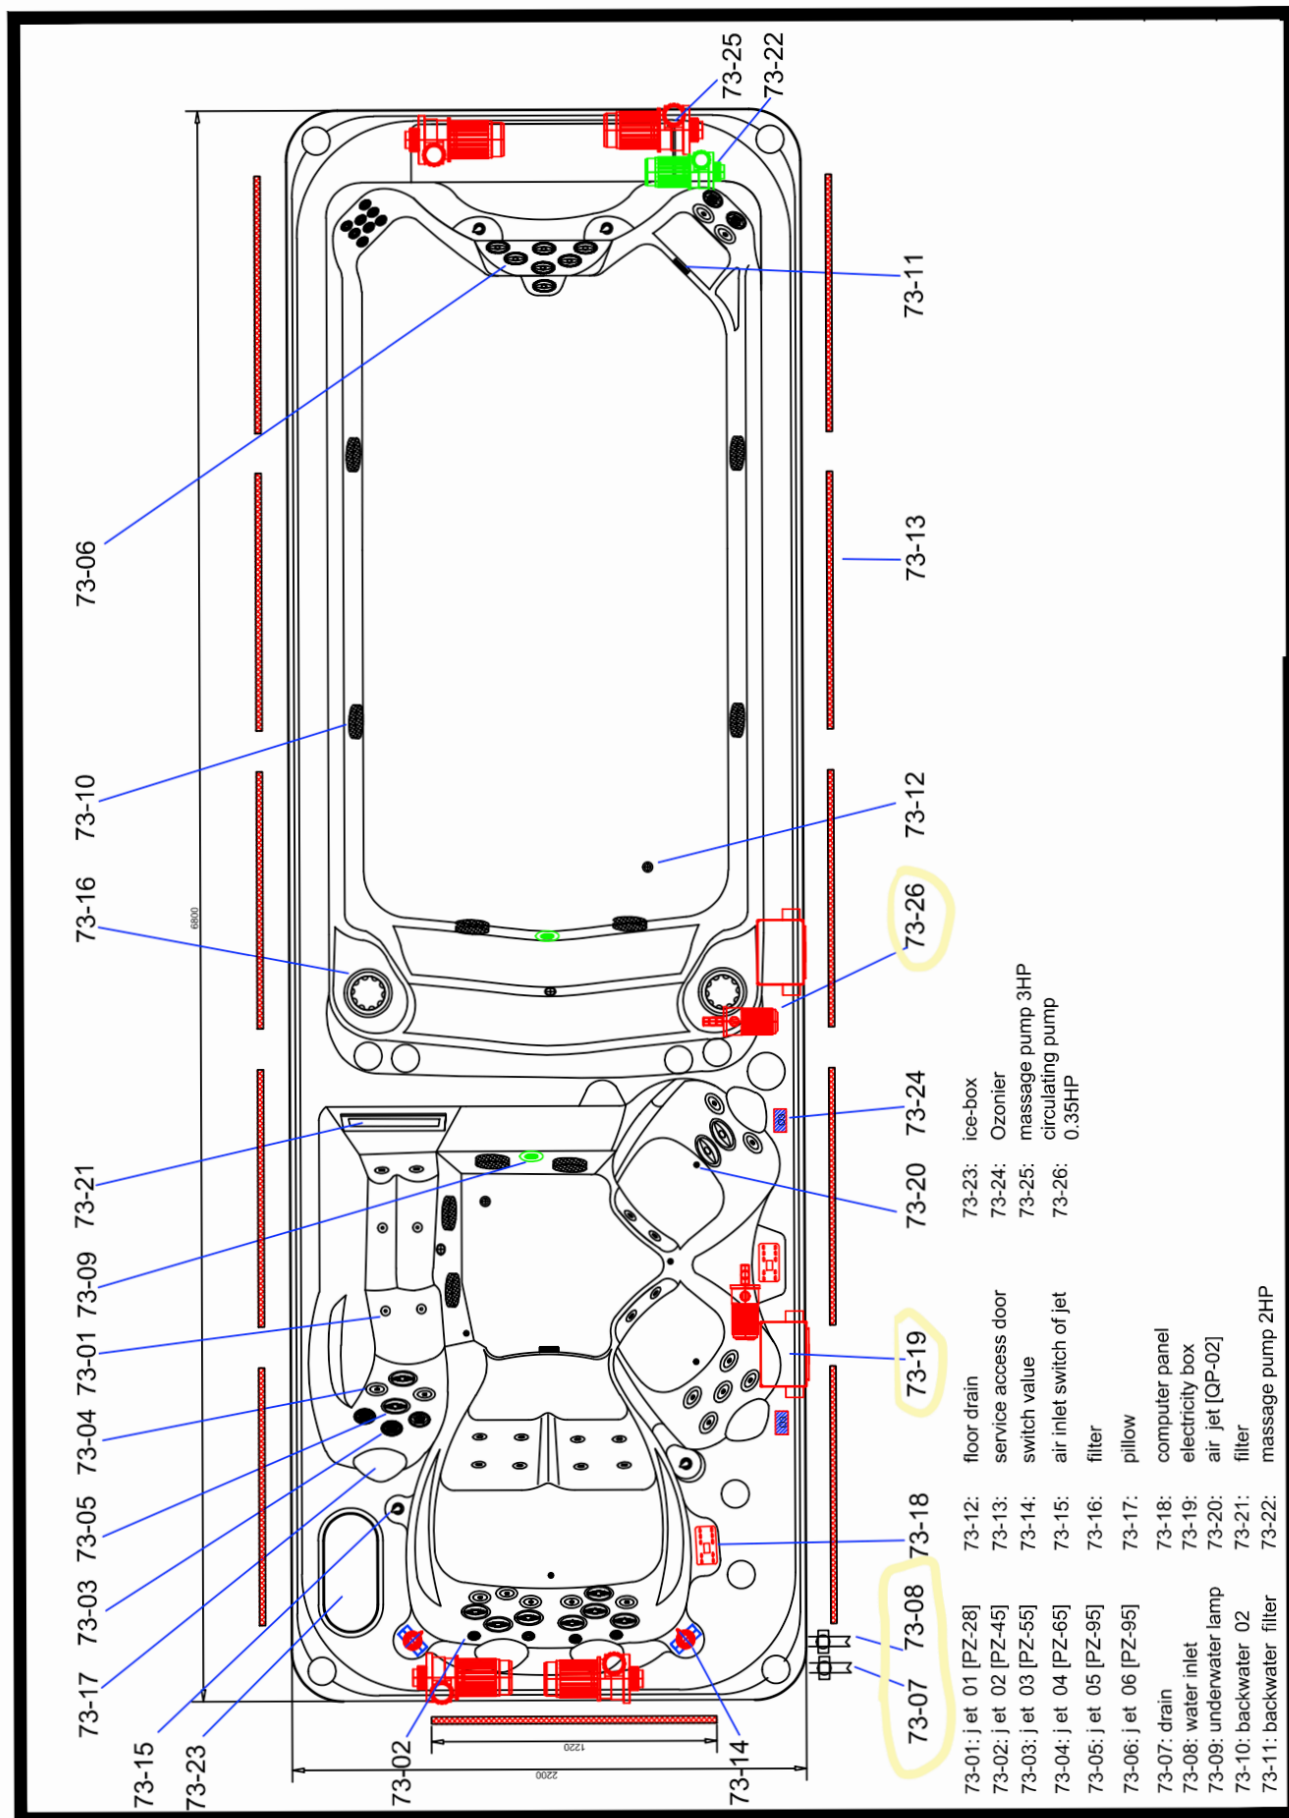 73-25
73-22
73-11
73-06
73-13
73-10
73-12
73-16
6800
73-26
73-24
73-21
73-20
73-09
73-01
73-19
73-04
73-05
73-18
73-03
73-08
73-17
73-07
73-15
73-23
73-02
73-14
1220
2200
73-01: j et 01 [PZ-28]
73-02: j et 02 [PZ-45]
73-03: j et 03 [PZ-55]
73-04: j et 04 [PZ-65]
73-05: j et 05 [PZ-95]
73-06: j et 06 [PZ-95]
73-07: drain
73-08: water inlet
73-09: underwater lamp
73-10: backwater 02
73-11: backwater filter
73-12: floor drain
73-13: service access door
73-14: switch value
73-15: air inlet switch of jet
73-16: filter
73-17: pillow
73-18: computer panel
73-19: electricity box
73-20: air jet [QP-02]
73-21: filter
73-22: massage pump 2HP
73-23: ice-box
73-24: Ozonier
73-25: massage pump 3HP
73-26: circulating pump
0.35HP